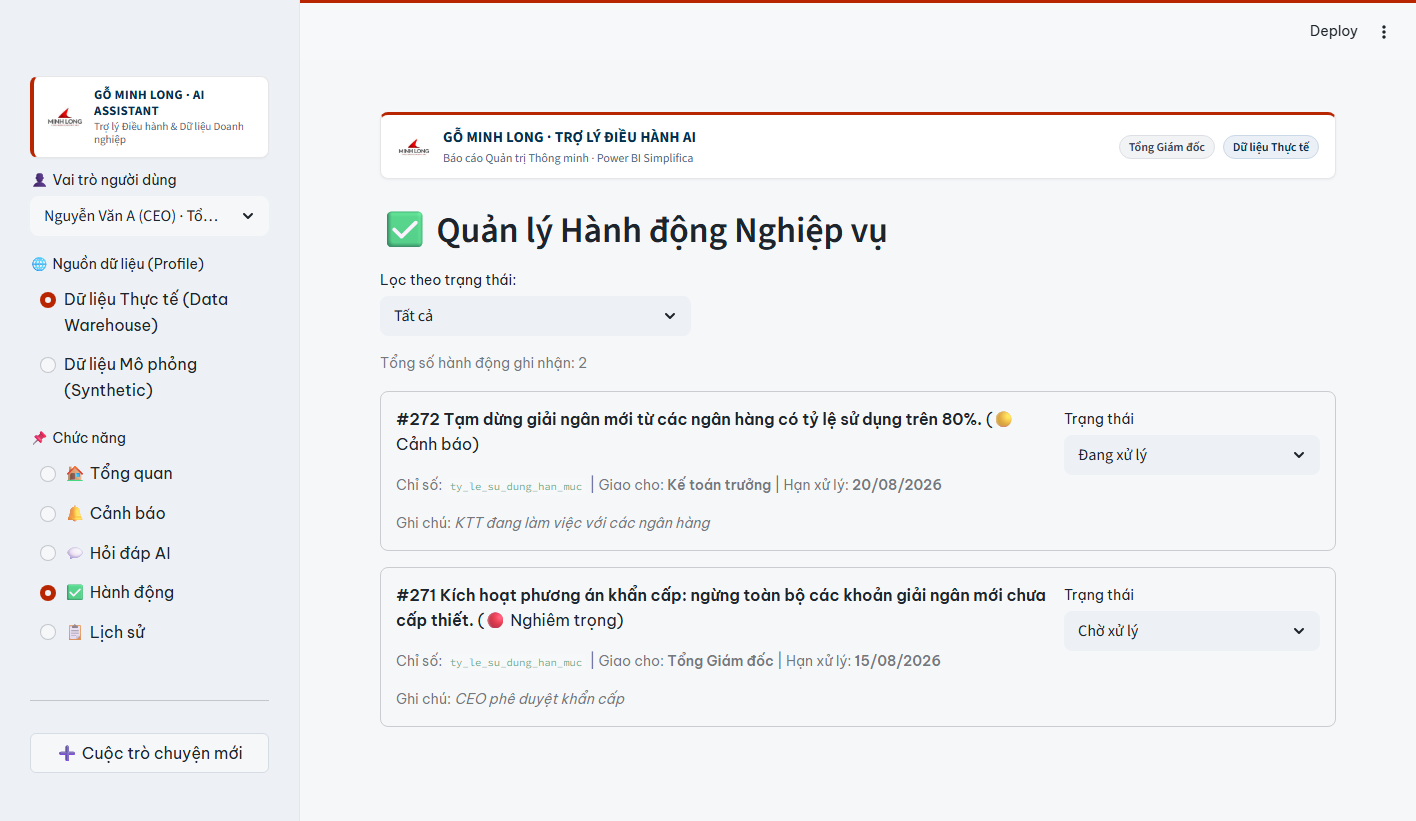 Deploy
GỖ MINH LONG · AI
ASSISTANT
Trợ lý Điều hành & Dữ liệu Doanh
nghiệp
MINH LONG
👤 Vai trò người dùng
Nguyễn Văn A (CEO) · Tổ...
🌐 Nguồn dữ liệu (Profile)
Dữ liệu Thực tế (Data
Warehouse)
Dữ liệu Mô phỏng
(Synthetic)
📌 Chức năng
🏠 Tổng quan
🔔 Cảnh báo
💬 Hỏi đáp AI
✅ Hành động
📋 Lịch sử
➕ Cuộc trò chuyện mới
MINH LONG
GỖ MINH LONG · TRỢ LÝ ĐIỀU HÀNH AI
Báo cáo Quản trị Thông minh · Power BI Simplifica
Tổng Giám đốc
Dữ liệu Thực tế
✅ Quản lý Hành động Nghiệp vụ
Lọc theo trạng thái:
Tất cả
Tổng số hành động ghi nhận: 2
#272 Tạm dừng giải ngân mới từ các ngân hàng có tỷ lệ sử dụng trên 80%. (🟡
Cảnh báo)
Chỉ số: ty_le_su_dung_han_muc | Giao cho: Kế toán trưởng | Hạn xử lý: 20/08/2026
Ghi chú: KTT đang làm việc với các ngân hàng
Trạng thái
Đang xử lý
#271 Kích hoạt phương án khẩn cấp: ngừng toàn bộ các khoản giải ngân mới chưa
cấp thiết. (🔴 Nghiêm trọng)
Chỉ số: ty_le_su_dung_han_muc | Giao cho: Tổng Giám đốc | Hạn xử lý: 15/08/2026
Ghi chú: CEO phê duyệt khẩn cấp
Trạng thái
Chờ xử lý